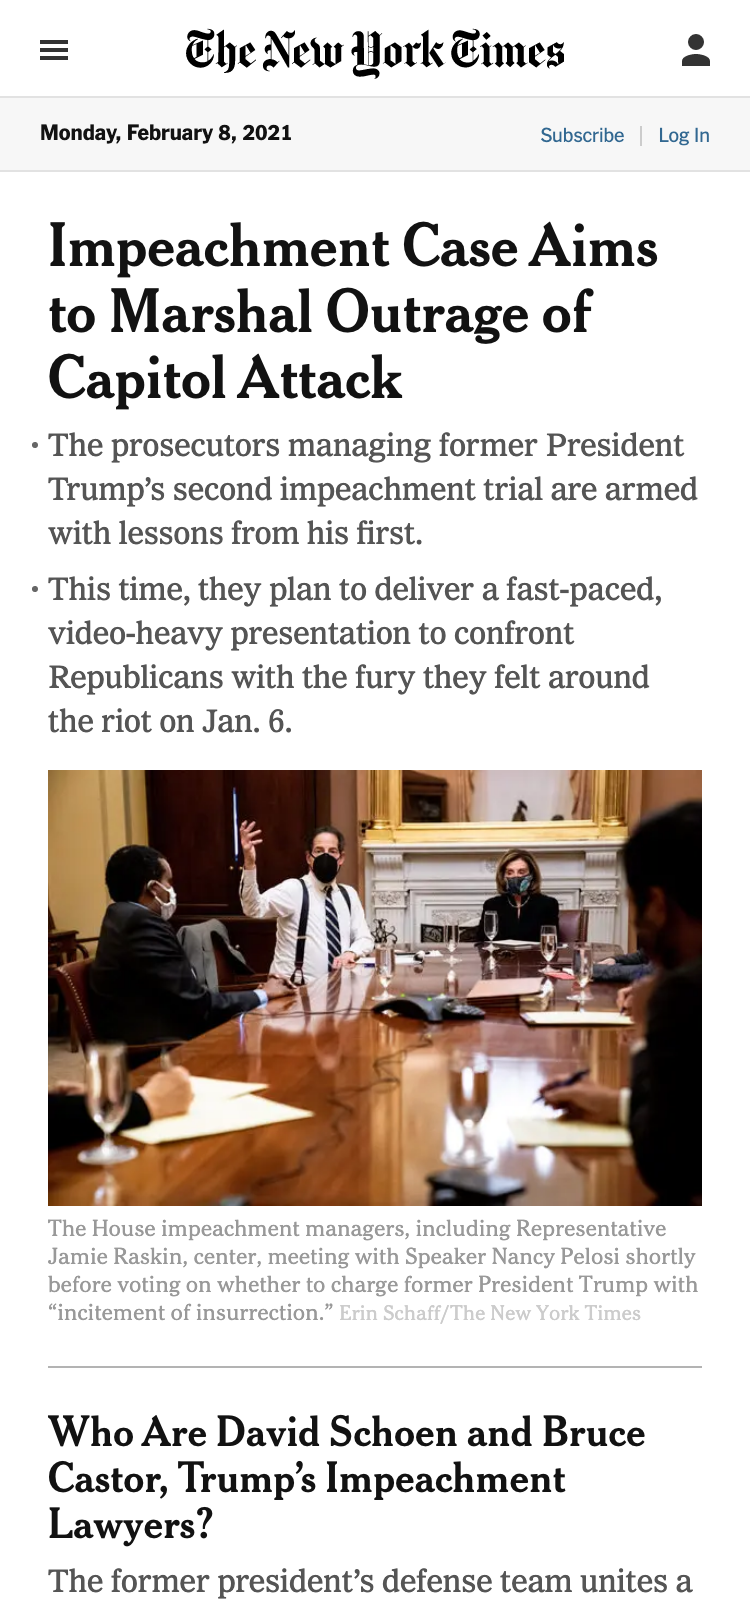 The New York Times
Monday, February 8, 2021
Subscribe | Log In
Impeachment Case Aims
to Marshal Outrage of
Capitol Attack
• The prosecutors managing former President
Trump’s second impeachment trial are armed
with lessons from his first.
• This time, they plan to deliver a fast-paced,
video-heavy presentation to confront
Republicans with the fury they felt around
the riot on Jan. 6.
The House impeachment managers, including Representative
Jamie Raskin, center, meeting with Speaker Nancy Pelosi shortly
before voting on whether to charge former President Trump with
“incitement of insurrection.” Erin Schaff/The New York Times
Who Are David Schoen and Bruce
Castor, Trump’s Impeachment
Lawyers?
The former president’s defense team unites a